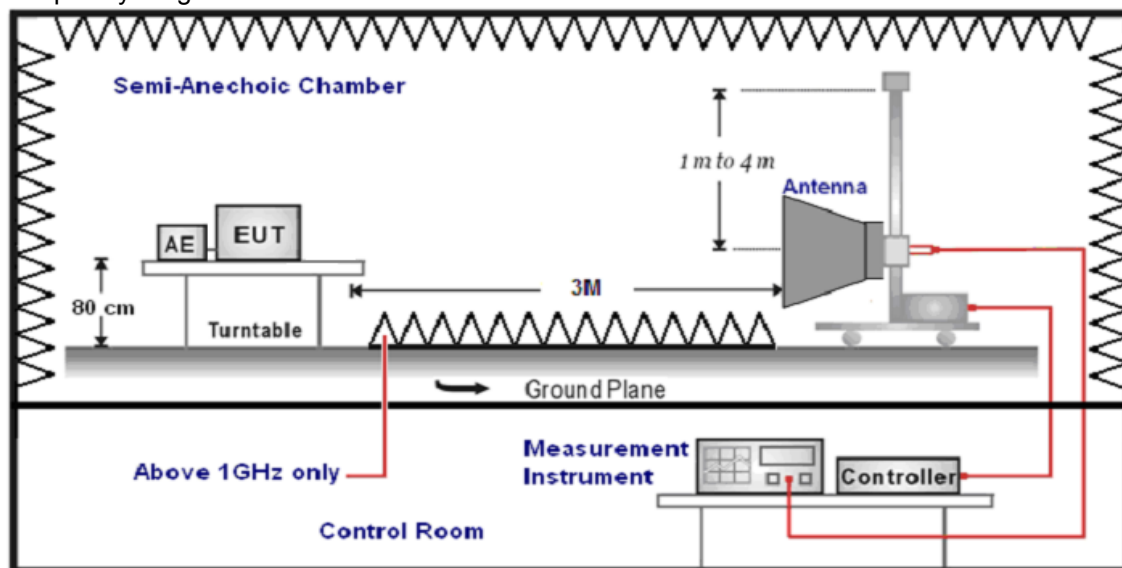 Semi-Anechoic Chamber
1 m to 4 m
Antenna
AE
EUT
3M
80 cm
Turntable
Ground Plane
Measurement
Instrument
Above 1GHz only
Controller
Control Room